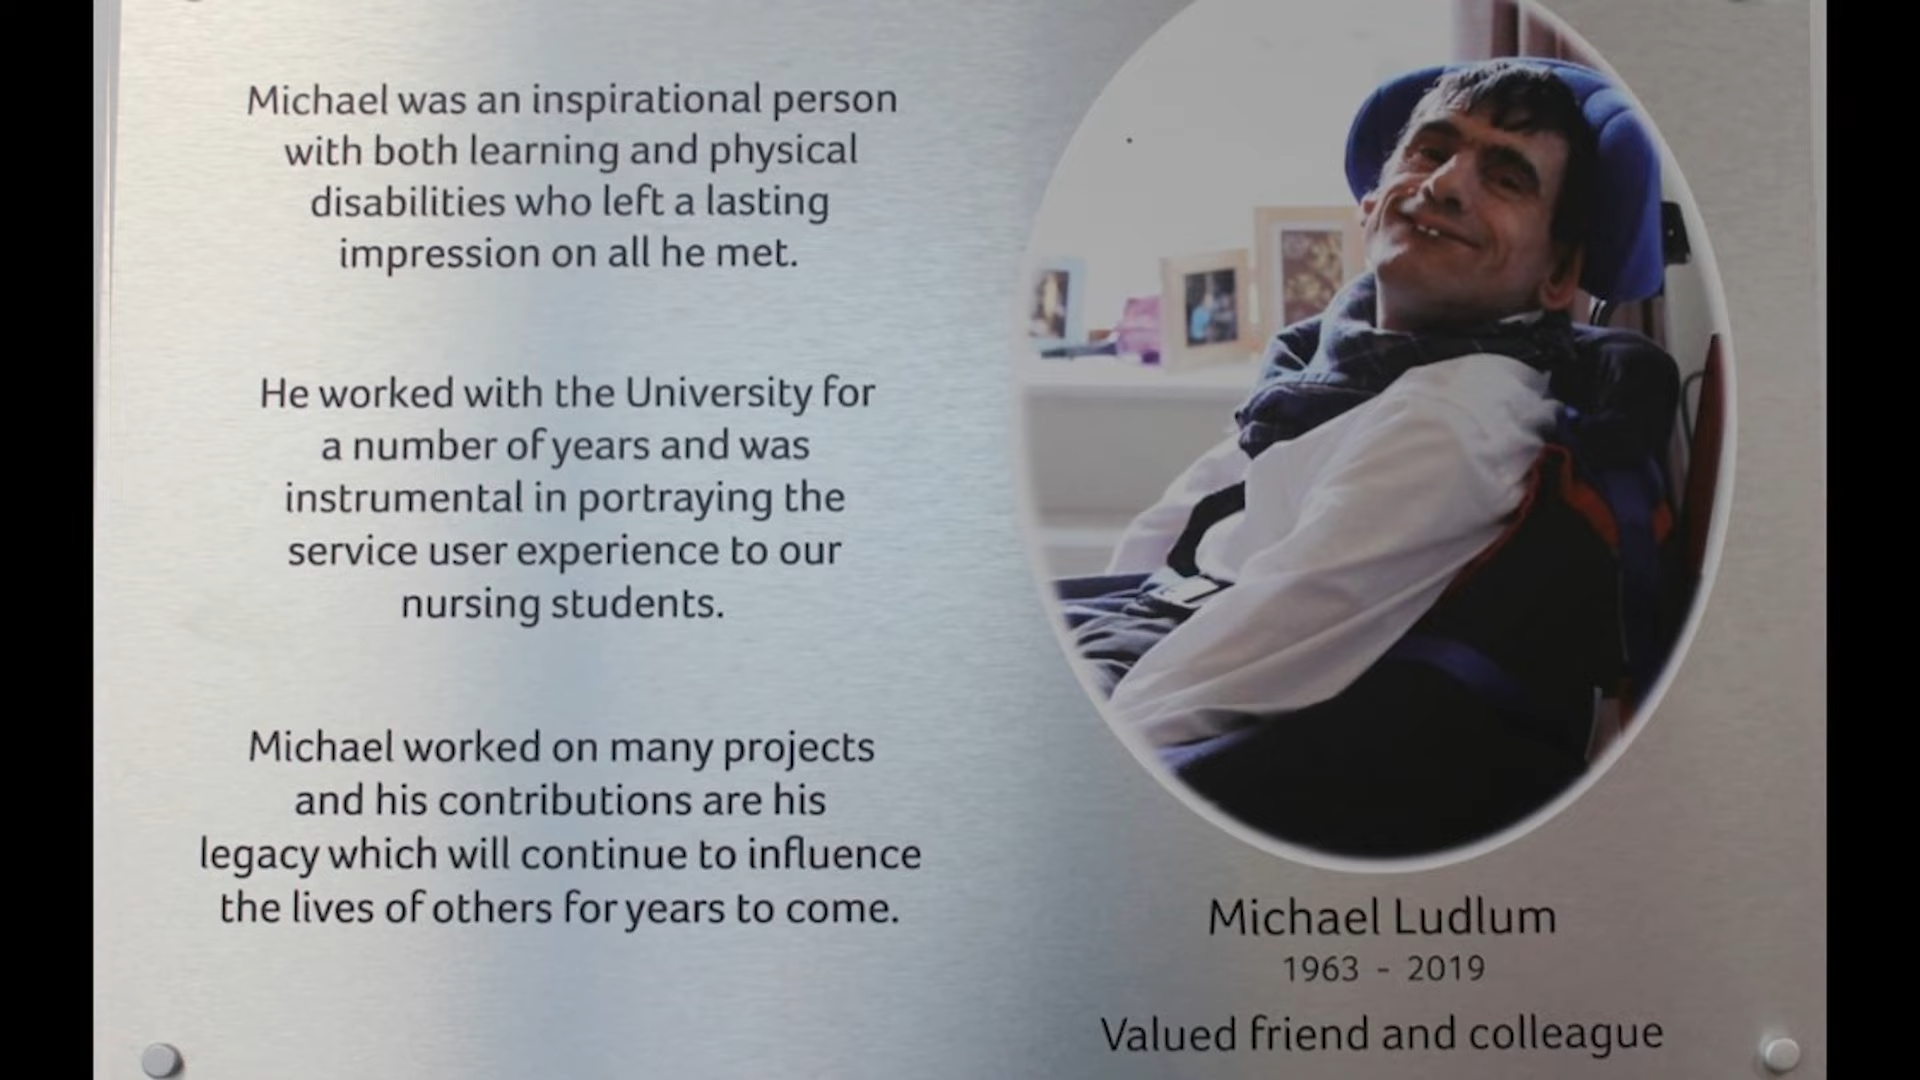 Michael was an inspirational person
with both learning and physical
disabilities who left a lasting
impression on all he met.
He worked with the University for
a number of years and was
instrumental in portraying the
service user experience to our
nursing students.
Michael worked on many projects
and his contributions are his
legacy which will continue to influence
the lives of others for years to come.
Michael Ludlum
1963 - 2019
Valued friend and colleague